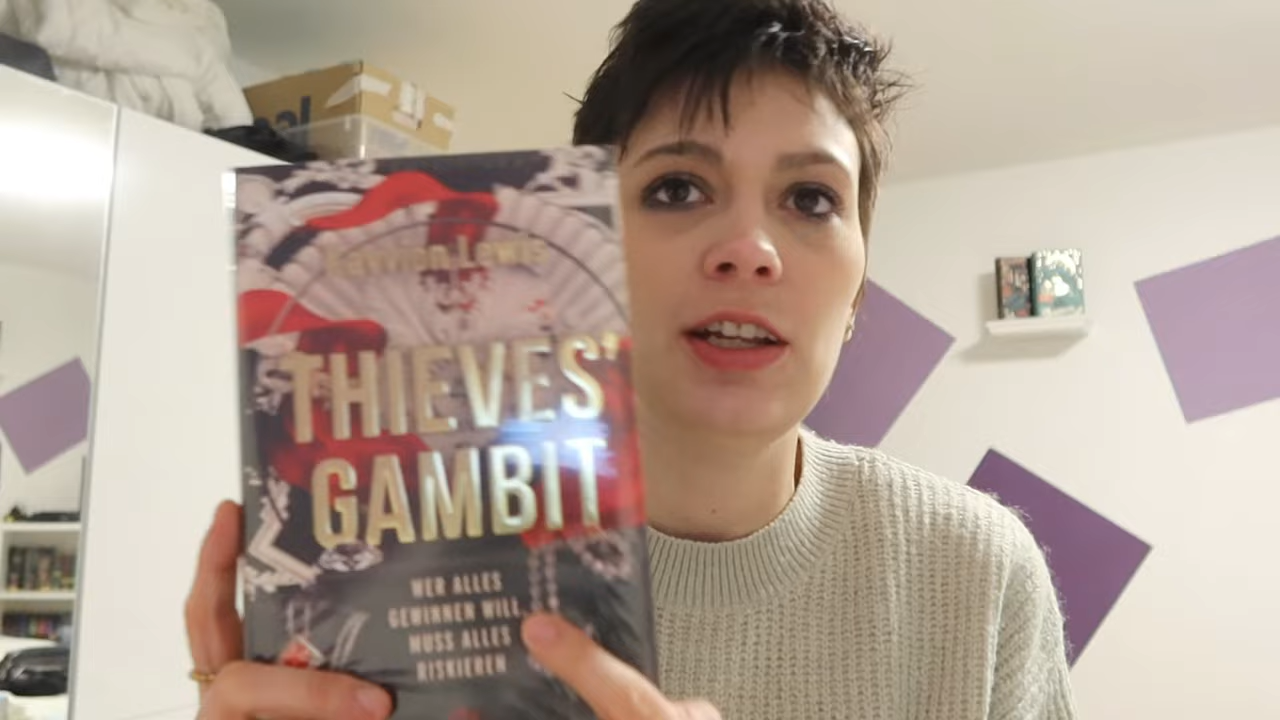 Kayvion Lewis
THIEVES'
GAMBIT
WER ALLES
GEWINNEN WILL,
MUSS ALLES
RISKIEREN